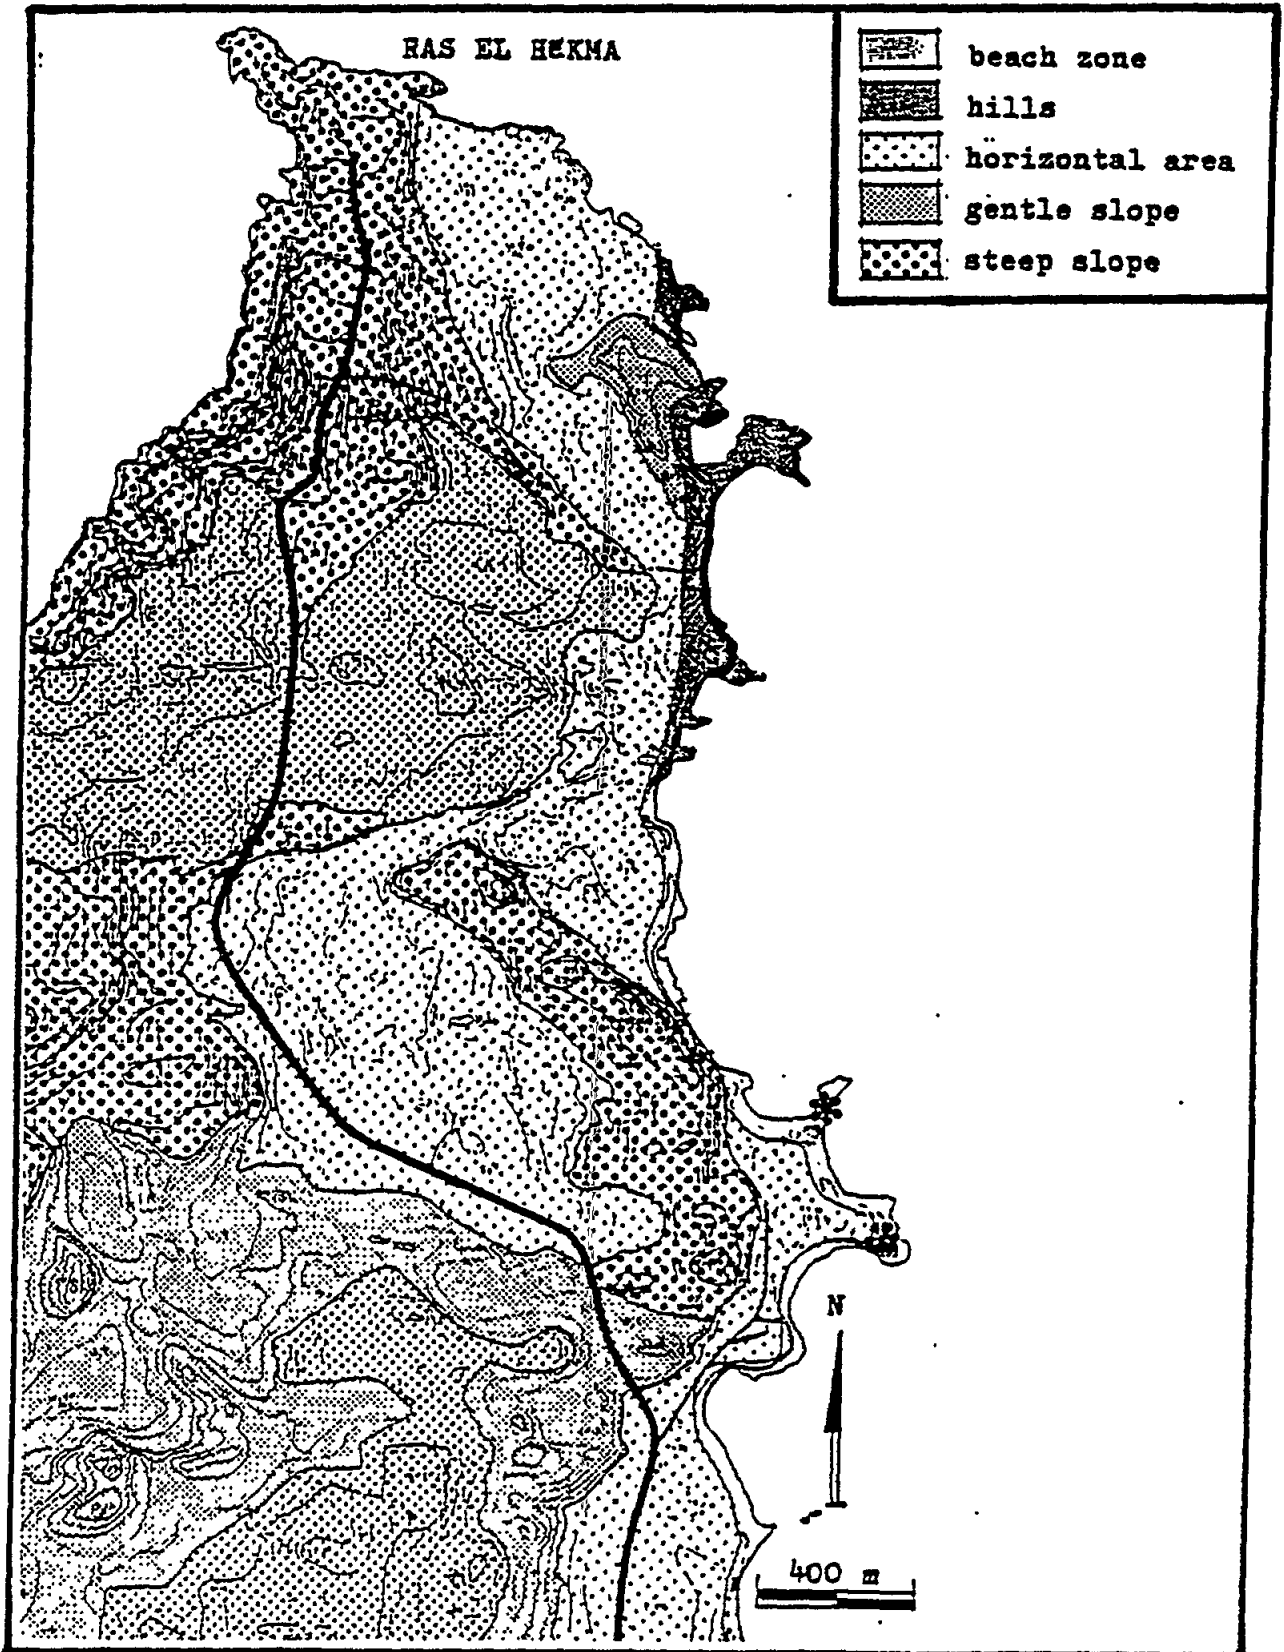 RAS EL HEKMA
beach zone
hills
horizontal area
gentle slope
steep slope
N
400 m